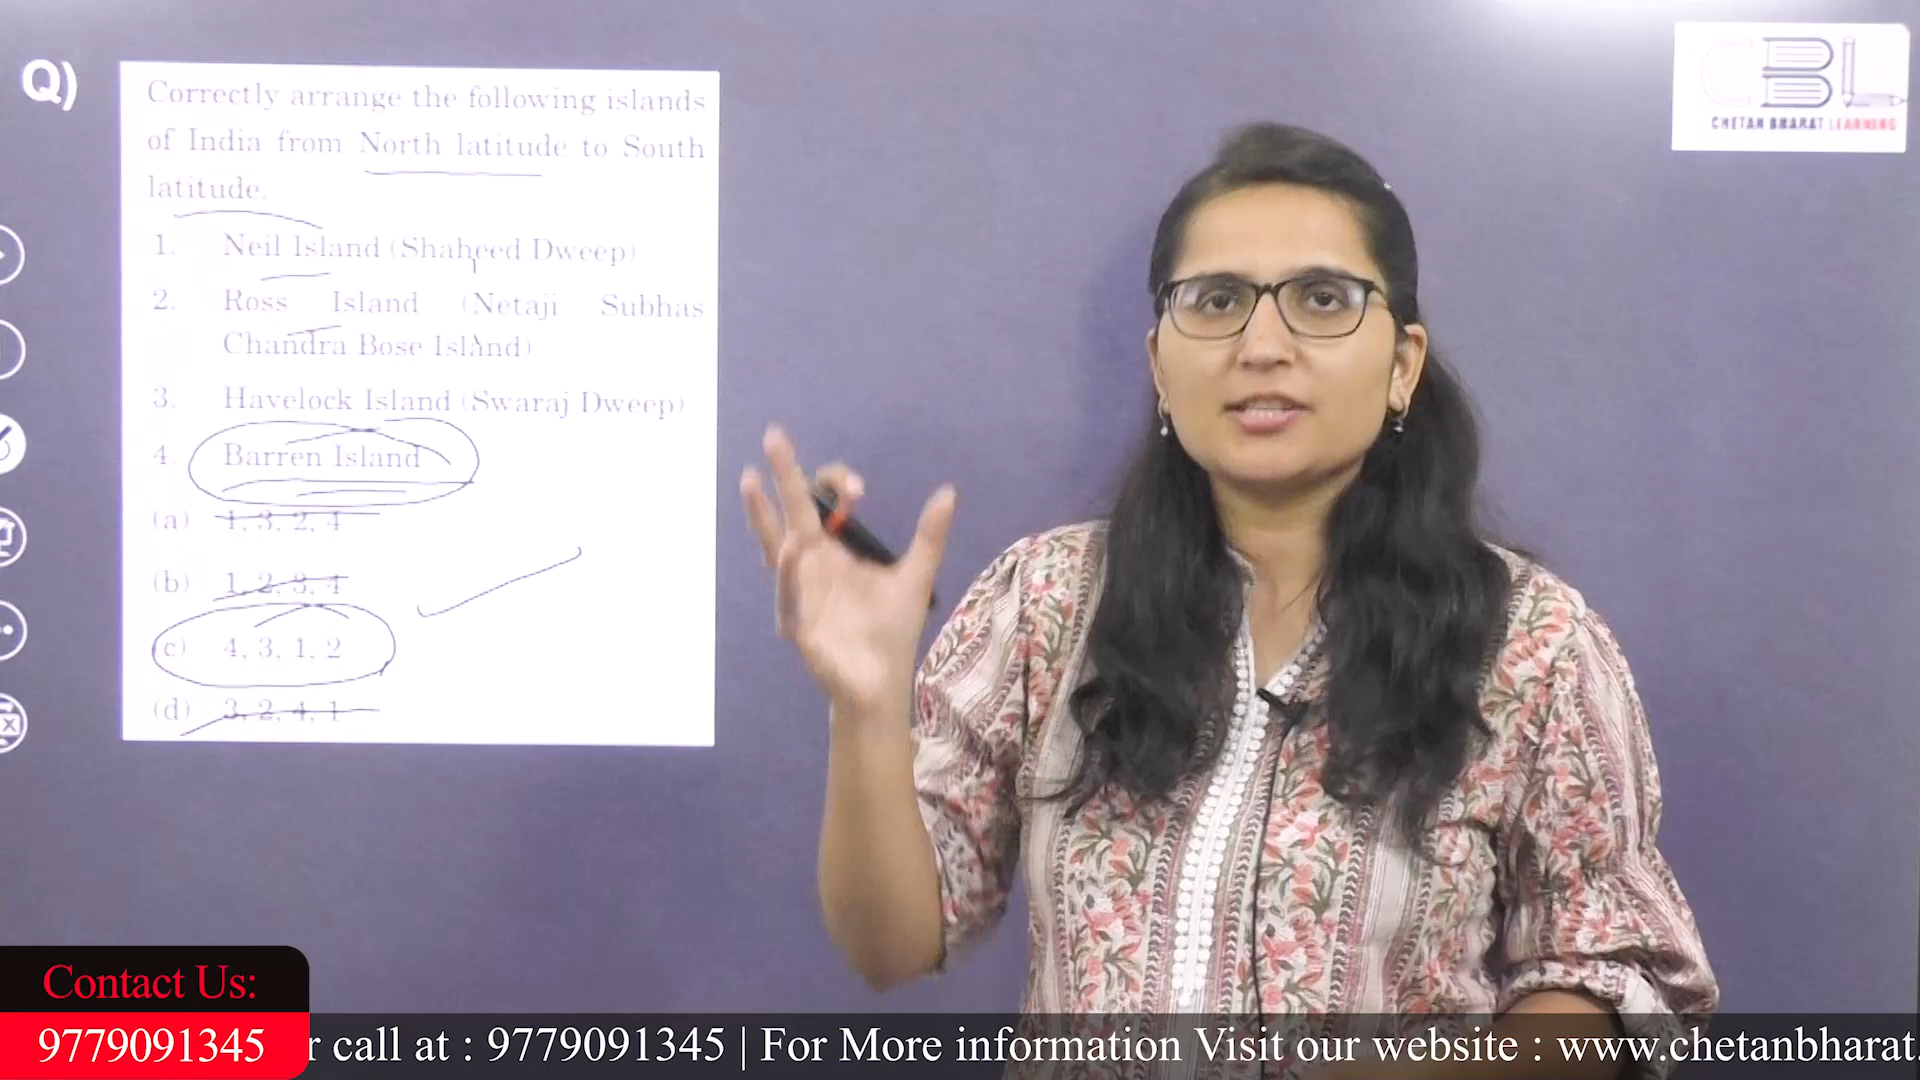 Q)
Correctly arrange the following islands
of India from North latitude to South
latitude.
1. Neil Island (Shaheed Dweep)
2. Ross Island (Netaji Subhas
Chandra Bose Island)
3. Havelock Island (Swaraj Dweep)
4. Barren Island
(a) 1, 3, 2, 4
(b) 1, 2, 3, 4
(c) 4, 3, 1, 2
(d) 3, 2, 4, 1
CBL
CHETAN BHARAT LEARNING
Contact Us:
9779091345
r call at : 9779091345 | For More information Visit our website : www.chetanbharat.